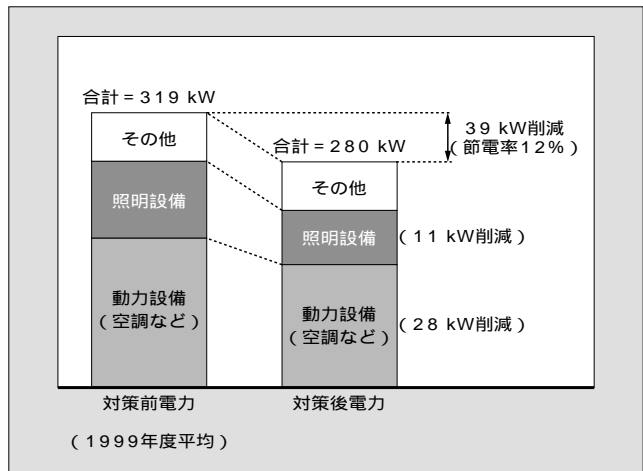 合計=319 kW
39 kW削減
(節電率12%)
合計=280 kW
その他
その他
照明設備
照明設備
(11 kW削減)
動力設備
(空調など)
動力設備
(空調など)
(28 kW削減)
対策前電力
対策後電力
(1999年度平均)